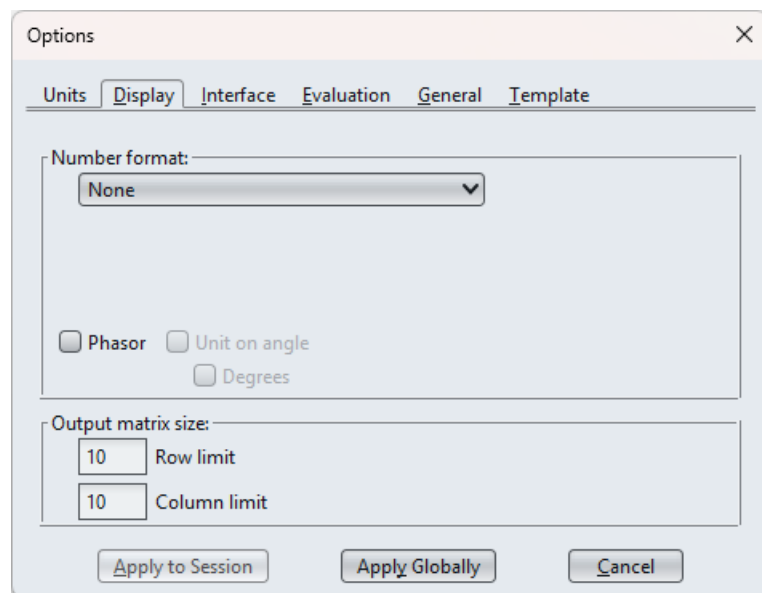 Options
Units Display Interface Evaluation General Template
Number format:
None
Phasor Unit on angle
Degrees
Output matrix size:
10 Row limit
10 Column limit
Apply to Session Apply Globally Cancel